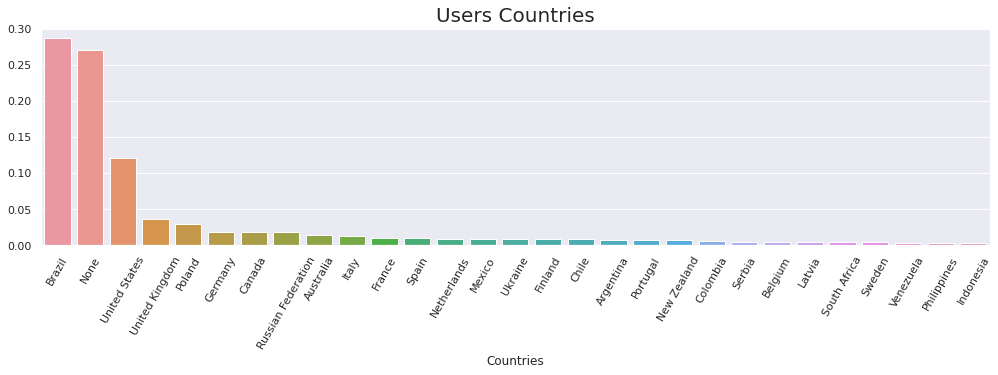 Users Countries
0.30
0.25
0.20
0.15
0.10
0.05
0.00
Brazil
None
United States
United Kingdom
Poland
Germany
Canada
Russian Federation
Australia
Italy
France
Spain
Netherlands
Mexico
Ukraine
Finland
Chile
Argentina
Portugal
New Zealand
Colombia
Serbia
Belgium
Latvia
South Africa
Sweden
Venezuela
Philippines
Indonesia
Countries